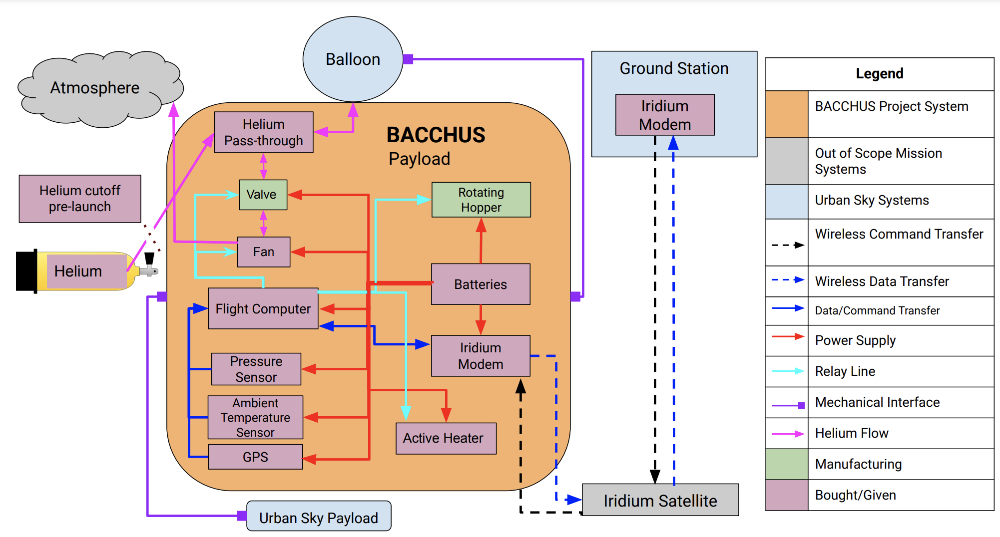 Balloon
Atmosphere
Ground Station
Iridium
Modem
Helium
Pass-through
BACCHUS
Payload
Helium cutoff
pre-launch
Valve
Rotating
Hopper
Fan
Helium
Batteries
Flight Computer
Iridium
Modem
Pressure
Sensor
Ambient
Temperature
Sensor
Active Heater
GPS
Iridium Satellite
Urban Sky Payload
Legend
BACCHUS Project System
Out of Scope Mission
Systems
Urban Sky Systems
Wireless Command Transfer
Wireless Data Transfer
Data/Command Transfer
Power Supply
Relay Line
Mechanical Interface
Helium Flow
Manufacturing
Bought/Given